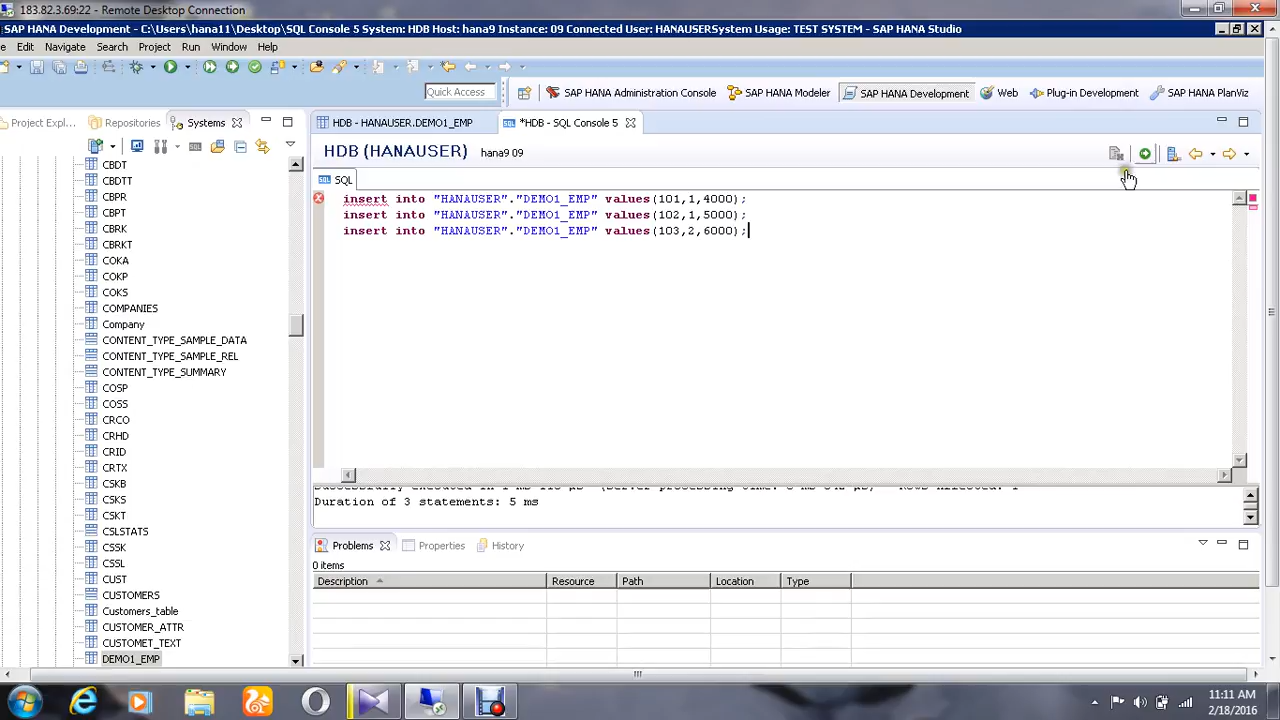 183.82.3.69:22 - Remote Desktop Connection
SAP HANA Development - C:\Users\hana11\Desktop\SQL Console 5 System: HDB Host: hana9 Instance: 09 Connected User: HANAUSERSystem Usage: TEST SYSTEM - SAP HANA Studio
Edit Navigate Search Project Run Window Help
Quick Access SAP HANA Administration Console SAP HANA Modeler SAP HANA Development Web Plug-in Development SAP HANA PlanViz
Project Expl... Repositories Systems HDB - HANAUSER.DEMO1_EMP *HDB - SQL Console 5
HDB (HANAUSER) hana9 09
SQL
insert into "HANAUSER"."DEMO1_EMP" values(101,1,4000);
insert into "HANAUSER"."DEMO1_EMP" values(102,1,5000);
insert into "HANAUSER"."DEMO1_EMP" values(103,2,6000);
CBDT
CBDTT
CBPR
CBPT
CBRK
CBRKT
COKA
COKP
COKS
COMPANIES
Company
CONTENT_TYPE_SAMPLE_DATA
CONTENT_TYPE_SAMPLE_REL
CONTENT_TYPE_SUMMARY
COSP
COSS
CRCO
CRHD
CRID
CRTX
CSKB
CSKS
CSKT
CSLSTATS
CSSK
CSSL
CUST
CUSTOMERS
Customers_table
CUSTOMER_ATTR
CUSTOMET_TEXT
DEMO1_EMP
Duration of 3 statements: 5 ms
Problems Properties History
0 items
Description Resource Path Location Type
11:11 AM
2/18/2016